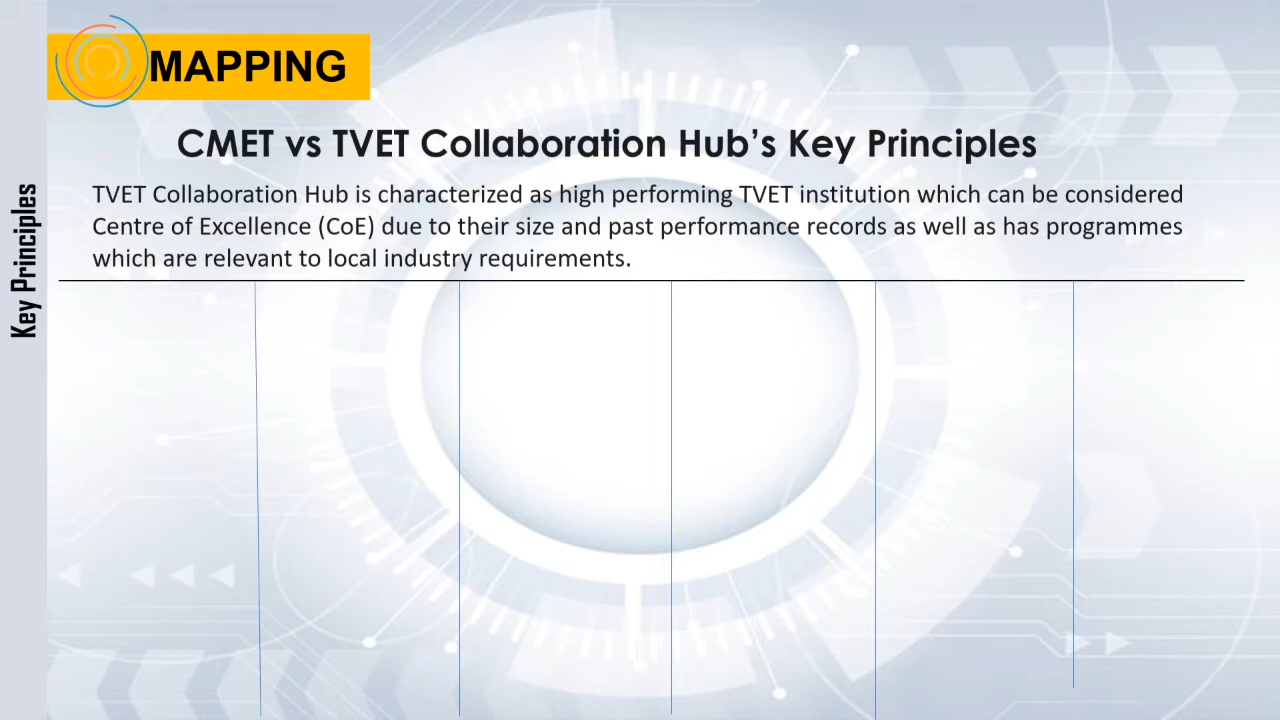 MAPPING
CMET vs TVET Collaboration Hub’s Key Principles
TVET Collaboration Hub is characterized as high performing TVET institution which can be considered
Centre of Excellence (CoE) due to their size and past performance records as well as has programmes
which are relevant to local industry requirements.
Key Principles